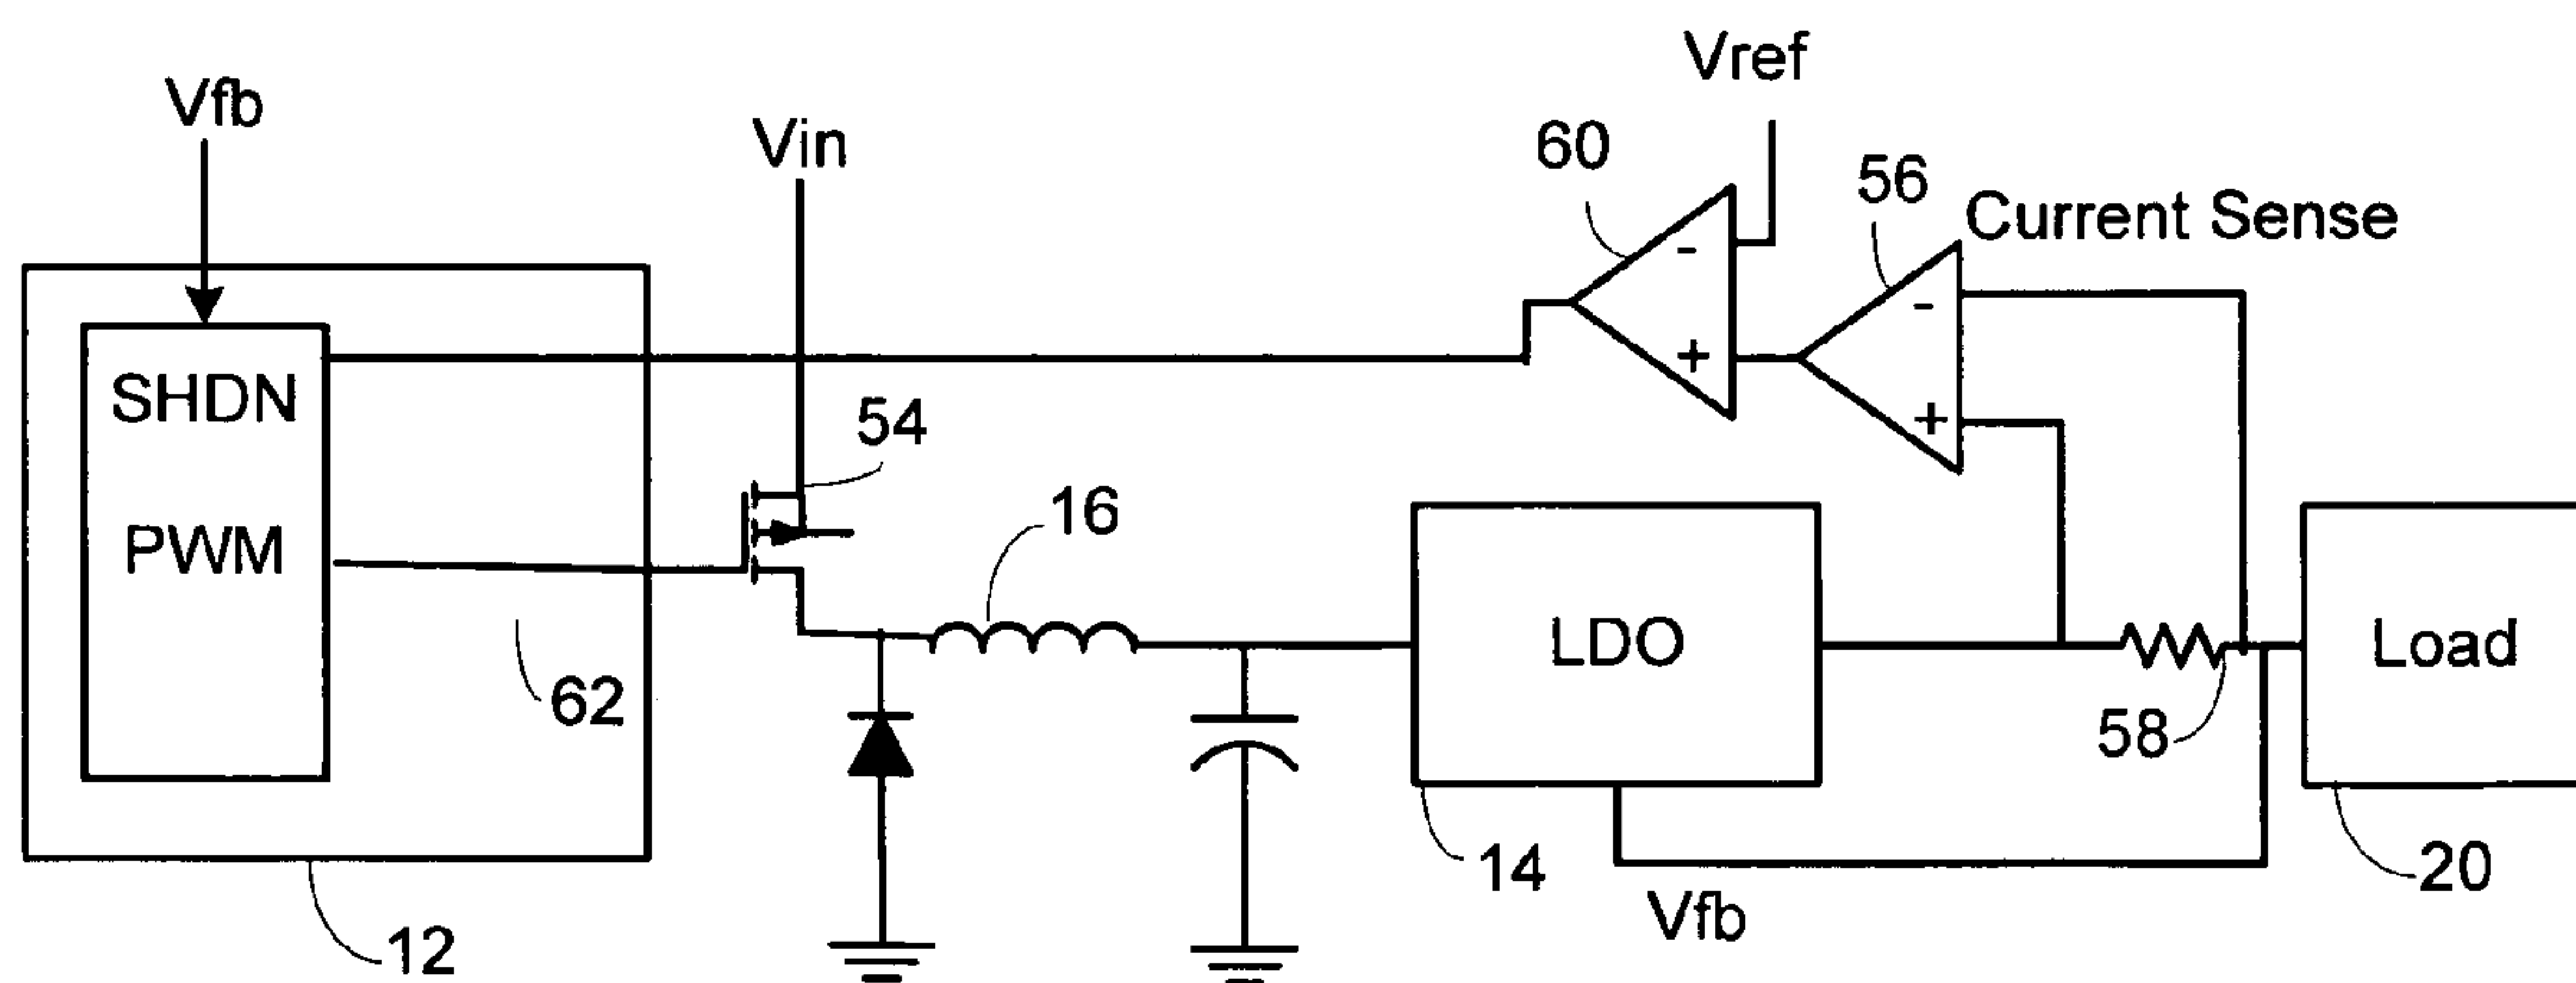 Vref
Vfb
Vin
60
56
Current Sense
-
-
+
SHDN
+
54
16
PWM
LDO
Load
62
58
14
20
Vfb
12